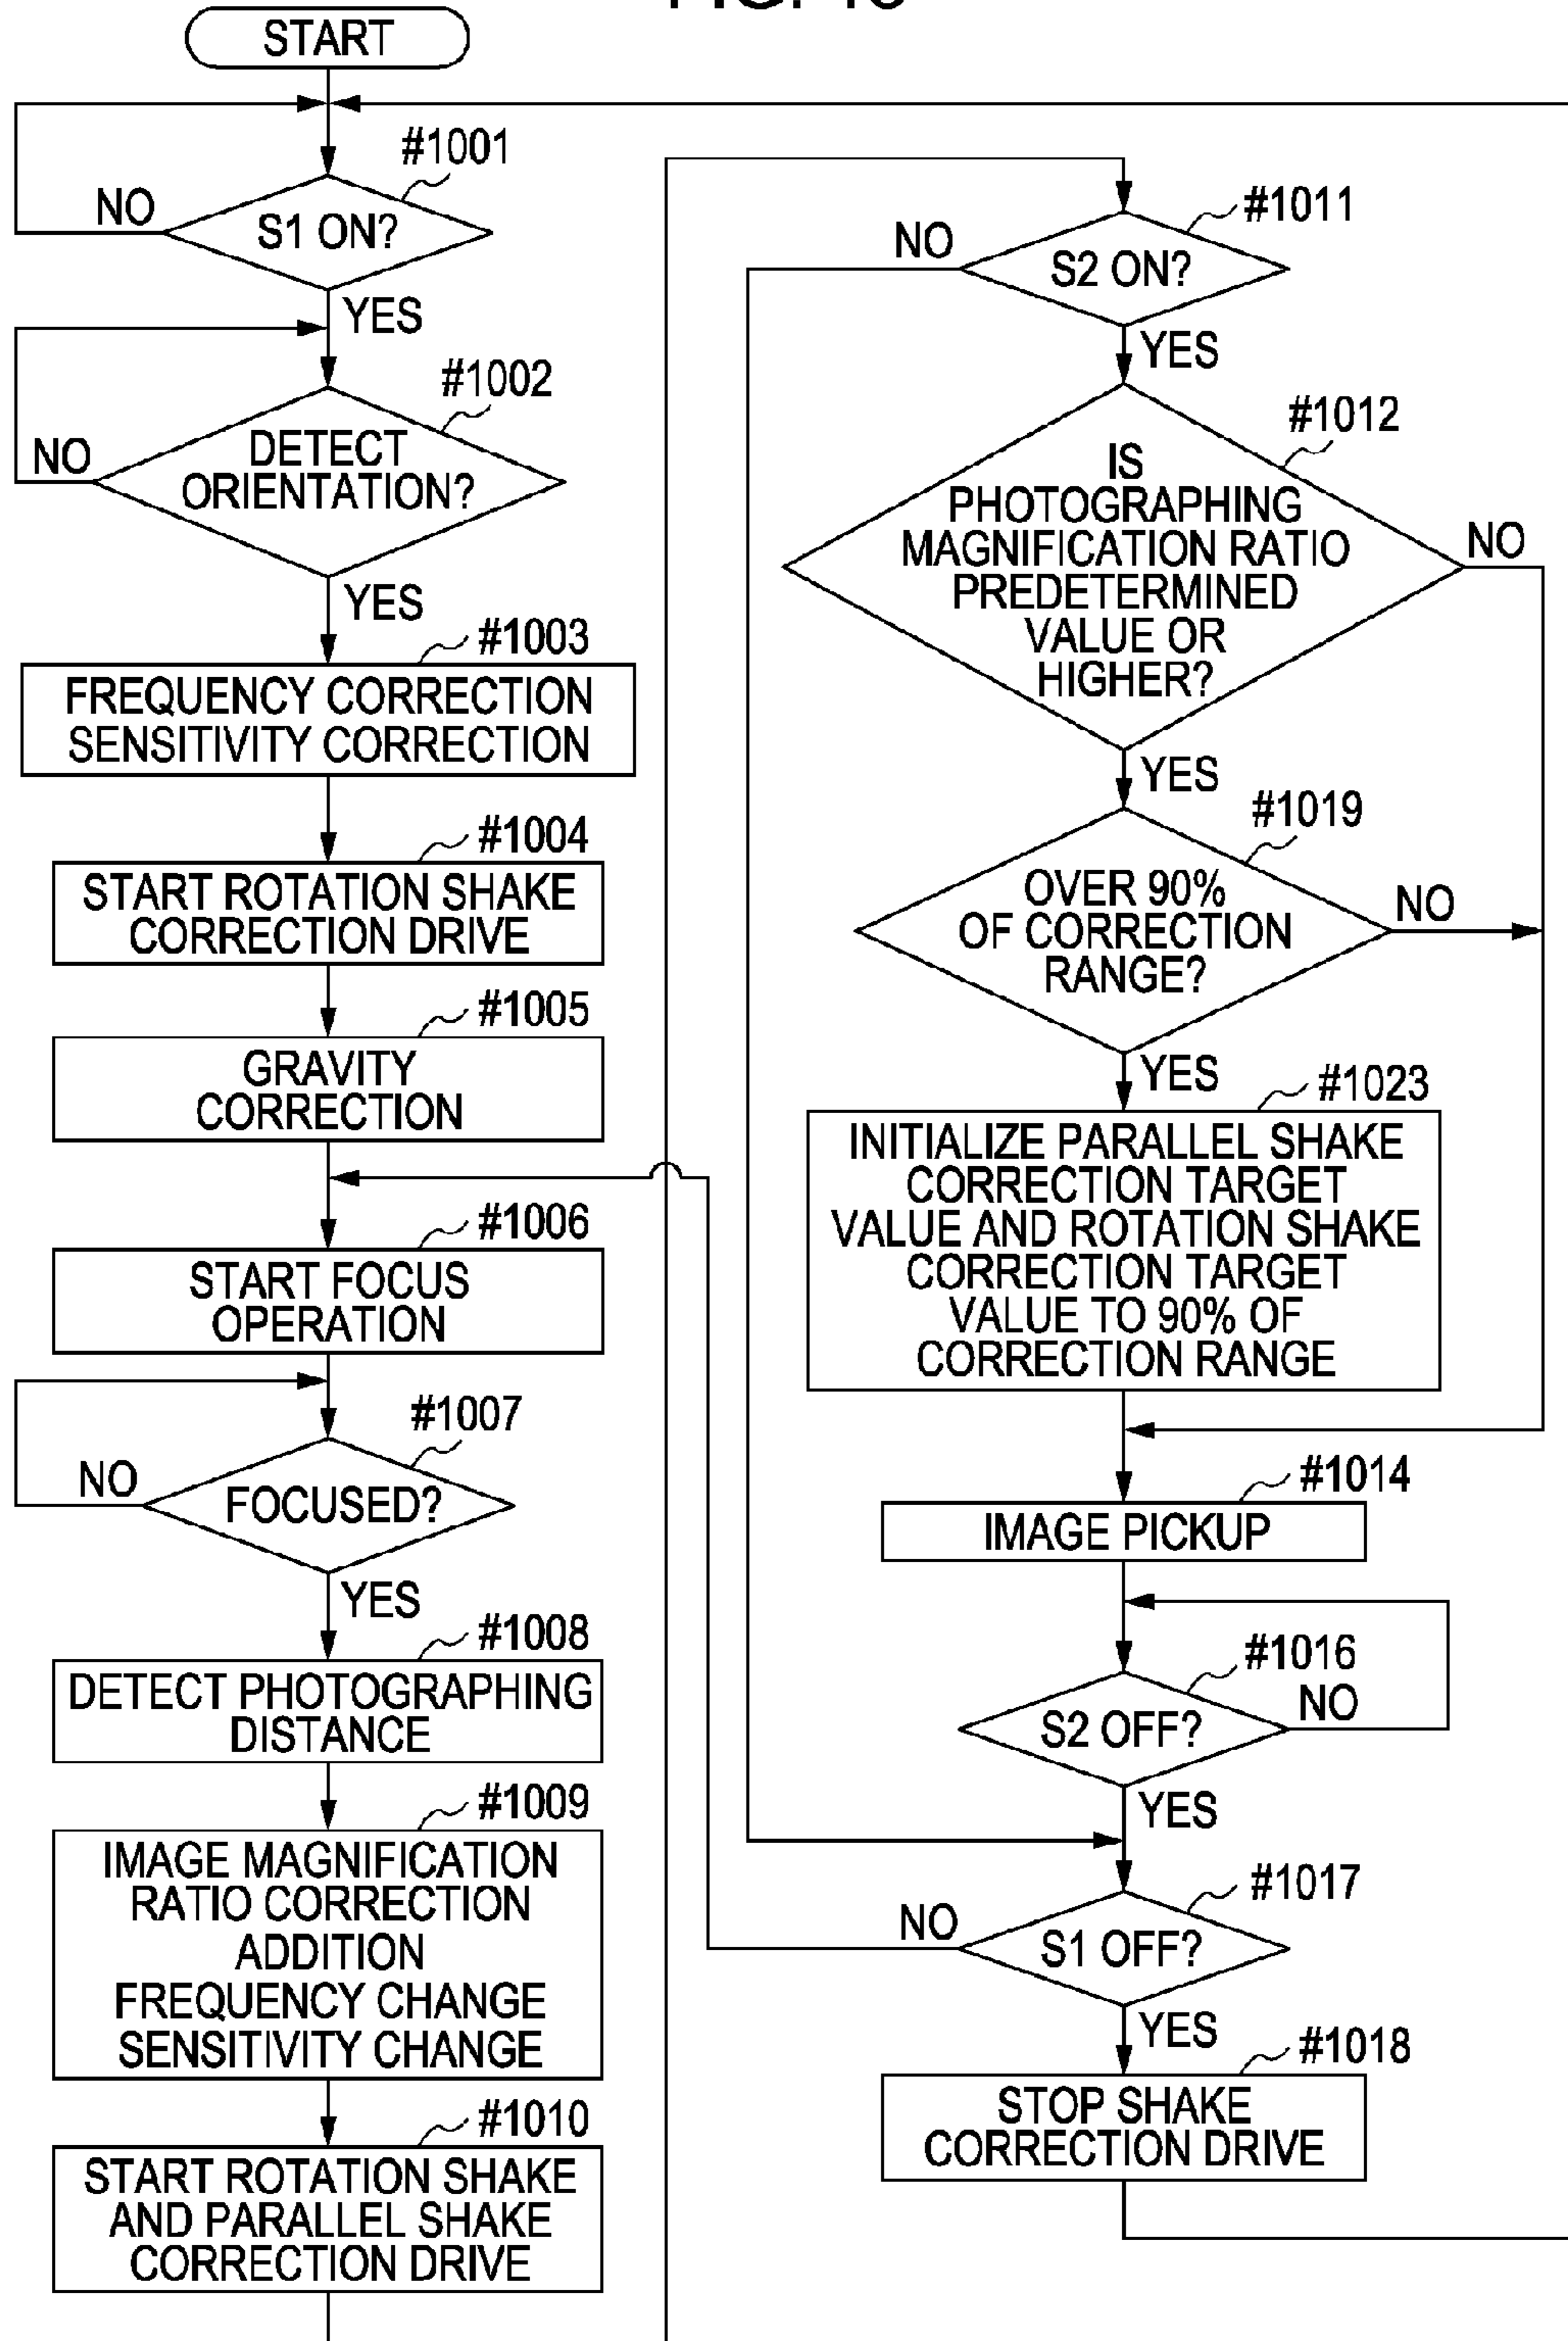 START
#1001
NO
S1 ON?
YES
#1002
NO
DETECT
ORIENTATION?
YES
#1003
FREQUENCY CORRECTION
SENSITIVITY CORRECTION
#1004
START ROTATION SHAKE
CORRECTION DRIVE
#1005
GRAVITY
CORRECTION
#1006
START FOCUS
OPERATION
#1007
NO
FOCUSED?
YES
#1008
DETECT PHOTOGRAPHING
DISTANCE
#1009
IMAGE MAGNIFICATION
RATIO CORRECTION
ADDITION
FREQUENCY CHANGE
SENSITIVITY CHANGE
#1010
START ROTATION SHAKE
AND PARALLEL SHAKE
CORRECTION DRIVE
#1011
NO
S2 ON?
YES
#1012
IS
PHOTOGRAPHING
MAGNIFICATION RATIO
PREDETERMINED
VALUE OR
HIGHER?
NO
YES
#1019
OVER 90%
OF CORRECTION
RANGE?
NO
YES
#1023
INITIALIZE PARALLEL SHAKE
CORRECTION TARGET
VALUE AND ROTATION SHAKE
CORRECTION TARGET
VALUE TO 90% OF
CORRECTION RANGE
#1014
IMAGE PICKUP
#1016
S2 OFF?
NO
YES
#1017
NO
S1 OFF?
YES
#1018
STOP SHAKE
CORRECTION DRIVE